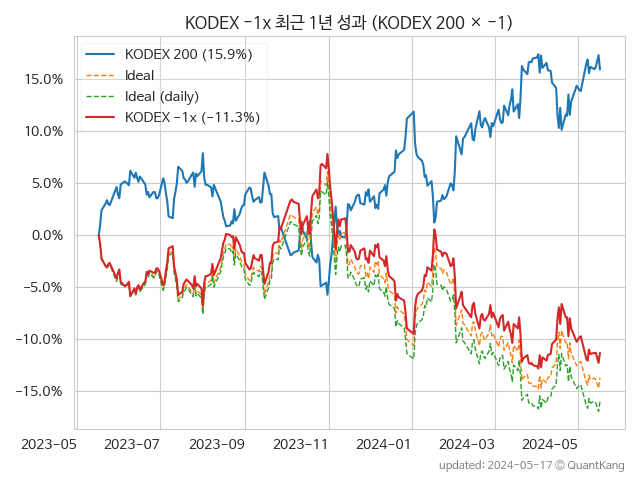 KODEX −1x 최근 1년 성과 (KODEX 200 × −1)
KODEX 200 (15.9%)
Ideal
Ideal (daily)
KODEX −1x (−11.3%)
15.0%
10.0%
5.0%
0.0%
−5.0%
−10.0%
−15.0%
2023-05 2023-07 2023-09 2023-11 2024-01 2024-03 2024-05
updated: 2024-05-17 © QuantKang